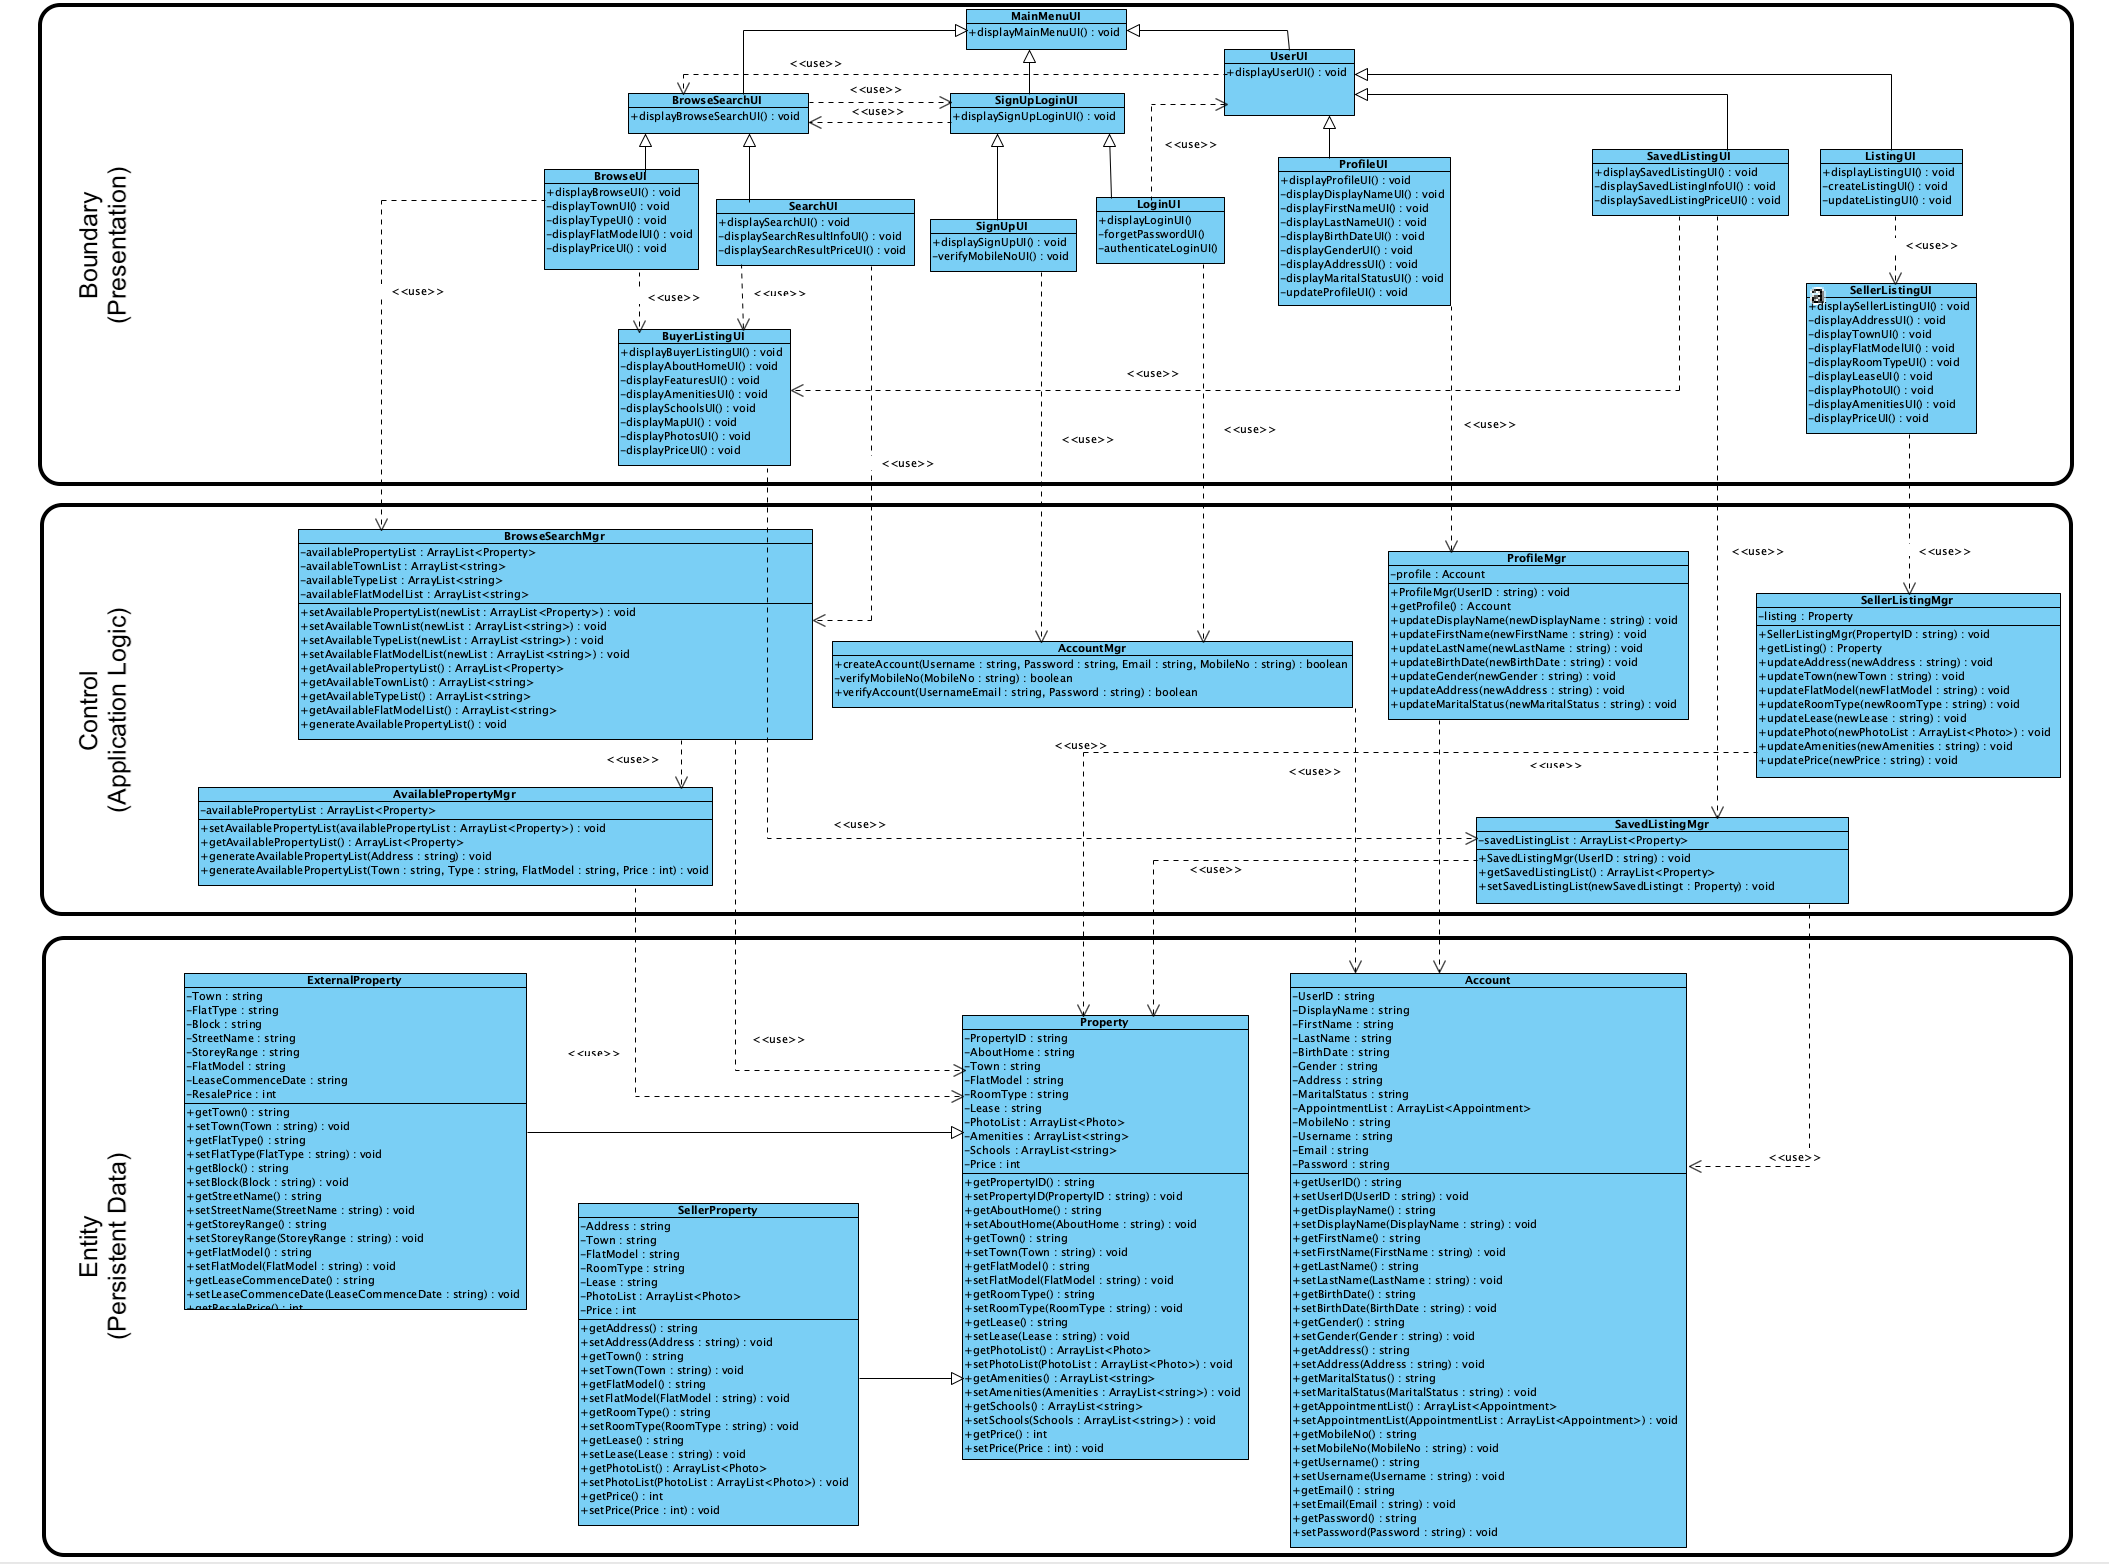 Boundary
(Presentation)
MainMenuUI
+displayMainMenuUI() : void
UserUI
+displayUserUI() : void
<<use>>
<<use>>
<<use>>
<<use>>
BrowseSearchUI
+displayBrowseSearchUI() : void
SignUpLoginUI
+displaySignUpLoginUI() : void
BrowseUI
+displayBrowseUI() : void
-displayTownUI() : void
-displayTypeUI() : void
-displayFlatModelUI() : void
-displayPriceUI() : void
SearchUI
+displaySearchUI() : void
-displaySearchResultInfoUI() : void
-displaySearchResultPriceUI() : void
SignUpUI
+displaySignUpUI() : void
-verifyMobileNoUI() : void
LoginUI
+displayLoginUI()
-forgetPasswordUI()
-authenticateLoginUI()
ProfileUI
+displayProfileUI() : void
-displayDisplayNameUI() : void
-displayFirstNameUI() : void
-displayLastNameUI() : void
-displayBirthDateUI() : void
-displayGenderUI() : void
-displayAddressUI() : void
-displayMaritalStatusUI() : void
-updateProfileUI() : void
SavedListingUI
+displaySavedListingUI() : void
-displaySavedListingInfoUI() : void
-displaySavedListingPriceUI() : void
ListingUI
+displayListingUI() : void
-createListingUI() : void
-updateListingUI() : void
<<use>>
<<use>>
<<use>>
<<use>>
BuyerListingUI
+displayBuyerListingUI() : void
-displayAboutHomeUI() : void
-displayFeaturesUI() : void
-displayAmenitiesUI() : void
-displaySchoolsUI() : void
-displayMapUI() : void
-displayPhotosUI() : void
-displayPriceUI() : void
a
SellerListingUI
+displaySellerListingUI() : void
-displayAddressUI() : void
-displayTownUI() : void
-displayFlatModelUI() : void
-displayRoomTypeUI() : void
-displayLeaseUI() : void
-displayPhotoUI() : void
-displayAmenitiesUI() : void
-displayPriceUI() : void
<<use>>
<<use>>
<<use>>
<<use>>
<<use>>
Control
(Application Logic)
BrowseSearchMgr
-availablePropertyList : ArrayList<Property>
-availableTownList : ArrayList<string>
-availableTypeList : ArrayList<string>
-availableFlatModelList : ArrayList<string>
+setAvailablePropertyList(newList : ArrayList<Property>) : void
+setAvailableTownList(newList : ArrayList<string>) : void
+setAvailableTypeList(newList : ArrayList<string>) : void
+setAvailableFlatModelList(newList : ArrayList<string>) : void
+getAvailablePropertyList() : ArrayList<Property>
+getAvailableTownList() : ArrayList<string>
+getAvailableTypeList() : ArrayList<string>
+getAvailableFlatModelList() : ArrayList<string>
+generateAvailablePropertyList() : void
AccountMgr
+createAccount(Username : string, Password : string, Email : string, MobileNo : string) : boolean
-verifyMobileNo(MobileNo : string) : boolean
+verifyAccount(UsernameEmail : string, Password : string) : boolean
ProfileMgr
-profile : Account
+ProfileMgr(UserID : string) : void
+getProfile() : Account
+updateDisplayName(newDisplayName : string) : void
+updateFirstName(newFirstName : string) : void
+updateLastName(newLastName : string) : void
+updateBirthDate(newBirthDate : string) : void
+updateGender(newGender : string) : void
+updateAddress(newAddress : string) : void
+updateMaritalStatus(newMaritalStatus : string) : void
<<use>>
<<use>>
SellerListingMgr
-listing : Property
+SellerListingMgr(PropertyID : string) : void
+getListing() : Property
+updateAddress(newAddress : string) : void
+updateTown(newTown : string) : void
+updateFlatModel(newFlatModel : string) : void
+updateRoomType(newRoomType : string) : void
+updateLease(newLease : string) : void
+updatePhoto(newPhotoList : ArrayList<Photo>) : void
+updateAmenities(newAmenities : string) : void
+updatePrice(newPrice : string) : void
<<use>>
<<use>>
<<use>>
<<use>>
<<use>>
<<use>>
AvailablePropertyMgr
-availablePropertyList : ArrayList<Property>
+setAvailablePropertyList(availablePropertyList : ArrayList<Property>) : void
+getAvailablePropertyList() : ArrayList<Property>
+generateAvailablePropertyList(Address : string) : void
+generateAvailablePropertyList(Town : string, Type : string, FlatModel : string, Price : int) : void
SavedListingMgr
-savedListingList : ArrayList<Property>
+SavedListingMgr(UserID : string) : void
+getSavedListingList() : ArrayList<Property>
+setSavedListingList(newSavedListingt : Property) : void
Entity
(Persistent Data)
ExternalProperty
-Town : string
-FlatType : string
-Block : string
-StreetName : string
-StoreyRange : string
-FlatModel : string
-LeaseCommenceDate : string
-ResalePrice : int
+getTown() : string
+setTown(Town : string) : void
+getFlatType() : string
+setFlatType(FlatType : string) : void
+getBlock() : string
+setBlock(Block : string) : void
+getStreetName() : string
+setStreetName(StreetName : string) : void
+getStoreyRange() : string
+setStoreyRange(StoreyRange : string) : void
+getFlatModel() : string
+setFlatModel(FlatModel : string) : void
+getLeaseCommenceDate() : string
+setLeaseCommenceDate(LeaseCommenceDate : string) : void
+getResalePrice() : int
<<use>>
<<use>>
SellerProperty
-Address : string
-Town : string
-FlatModel : string
-RoomType : string
-Lease : string
-PhotoList : ArrayList<Photo>
-Price : int
+getAddress() : string
+setAddress(Address : string) : void
+getTown() : string
+setTown(Town : string) : void
+getFlatModel() : string
+setFlatModel(FlatModel : string) : void
+getRoomType() : string
+setRoomType(RoomType : string) : void
+getLease() : string
+setLease(Lease : string) : void
+getPhotoList() : ArrayList<Photo>
+setPhotoList(PhotoList : ArrayList<Photo>) : void
+getPrice() : int
+setPrice(Price : int) : void
Property
-PropertyID : string
-AboutHome : string
-Town : string
-FlatModel : string
-RoomType : string
-Lease : string
-PhotoList : ArrayList<Photo>
-Amenities : ArrayList<string>
-Schools : ArrayList<string>
-Price : int
+getPropertyID() : string
+setPropertyID(PropertyID : string) : void
+getAboutHome() : string
+setAboutHome(AboutHome : string) : void
+getTown() : string
+setTown(Town : string) : void
+getFlatModel() : string
+setFlatModel(FlatModel : string) : void
+getRoomType() : string
+setRoomType(RoomType : string) : void
+getLease() : string
+setLease(Lease : string) : void
+getPhotoList() : ArrayList<Photo>
+setPhotoList(PhotoList : ArrayList<Photo>) : void
+getAmenities() : ArrayList<string>
+setAmenities(Amenities : ArrayList<string>) : void
+getSchools() : ArrayList<string>
+setSchools(Schools : ArrayList<string>) : void
+getPrice() : int
+setPrice(Price : int) : void
Account
-UserID : string
-DisplayName : string
-FirstName : string
-LastName : string
-BirthDate : string
-Gender : string
-Address : string
-MaritalStatus : string
-AppointmentList : ArrayList<Appointment>
-MobileNo : string
-Username : string
-Email : string
-Password : string
+getUserID() : string
+setUserID(UserID : string) : void
+getDisplayName() : string
+setDisplayName(DisplayName : string) : void
+getFirstName() : string
+setFirstName(FirstName : string) : void
+getLastName() : string
+setLastName(LastName : string) : void
+getBirthDate() : string
+setBirthDate(BirthDate : string) : void
+getGender() : string
+setGender(Gender : string) : void
+getAddress() : string
+setAddress(Address : string) : void
+getMaritalStatus() : string
+setMaritalStatus(MaritalStatus : string) : void
+getAppointmentList() : ArrayList<Appointment>
+setAppointmentList(AppointmentList : ArrayList<Appointment>) : void
+getMobileNo() : string
+setMobileNo(MobileNo : string) : void
+getUsername() : string
+setUsername(Username : string) : void
+getEmail() : string
+setEmail(Email : string) : void
+getPassword() : string
+setPassword(Password : string) : void
<<use>>